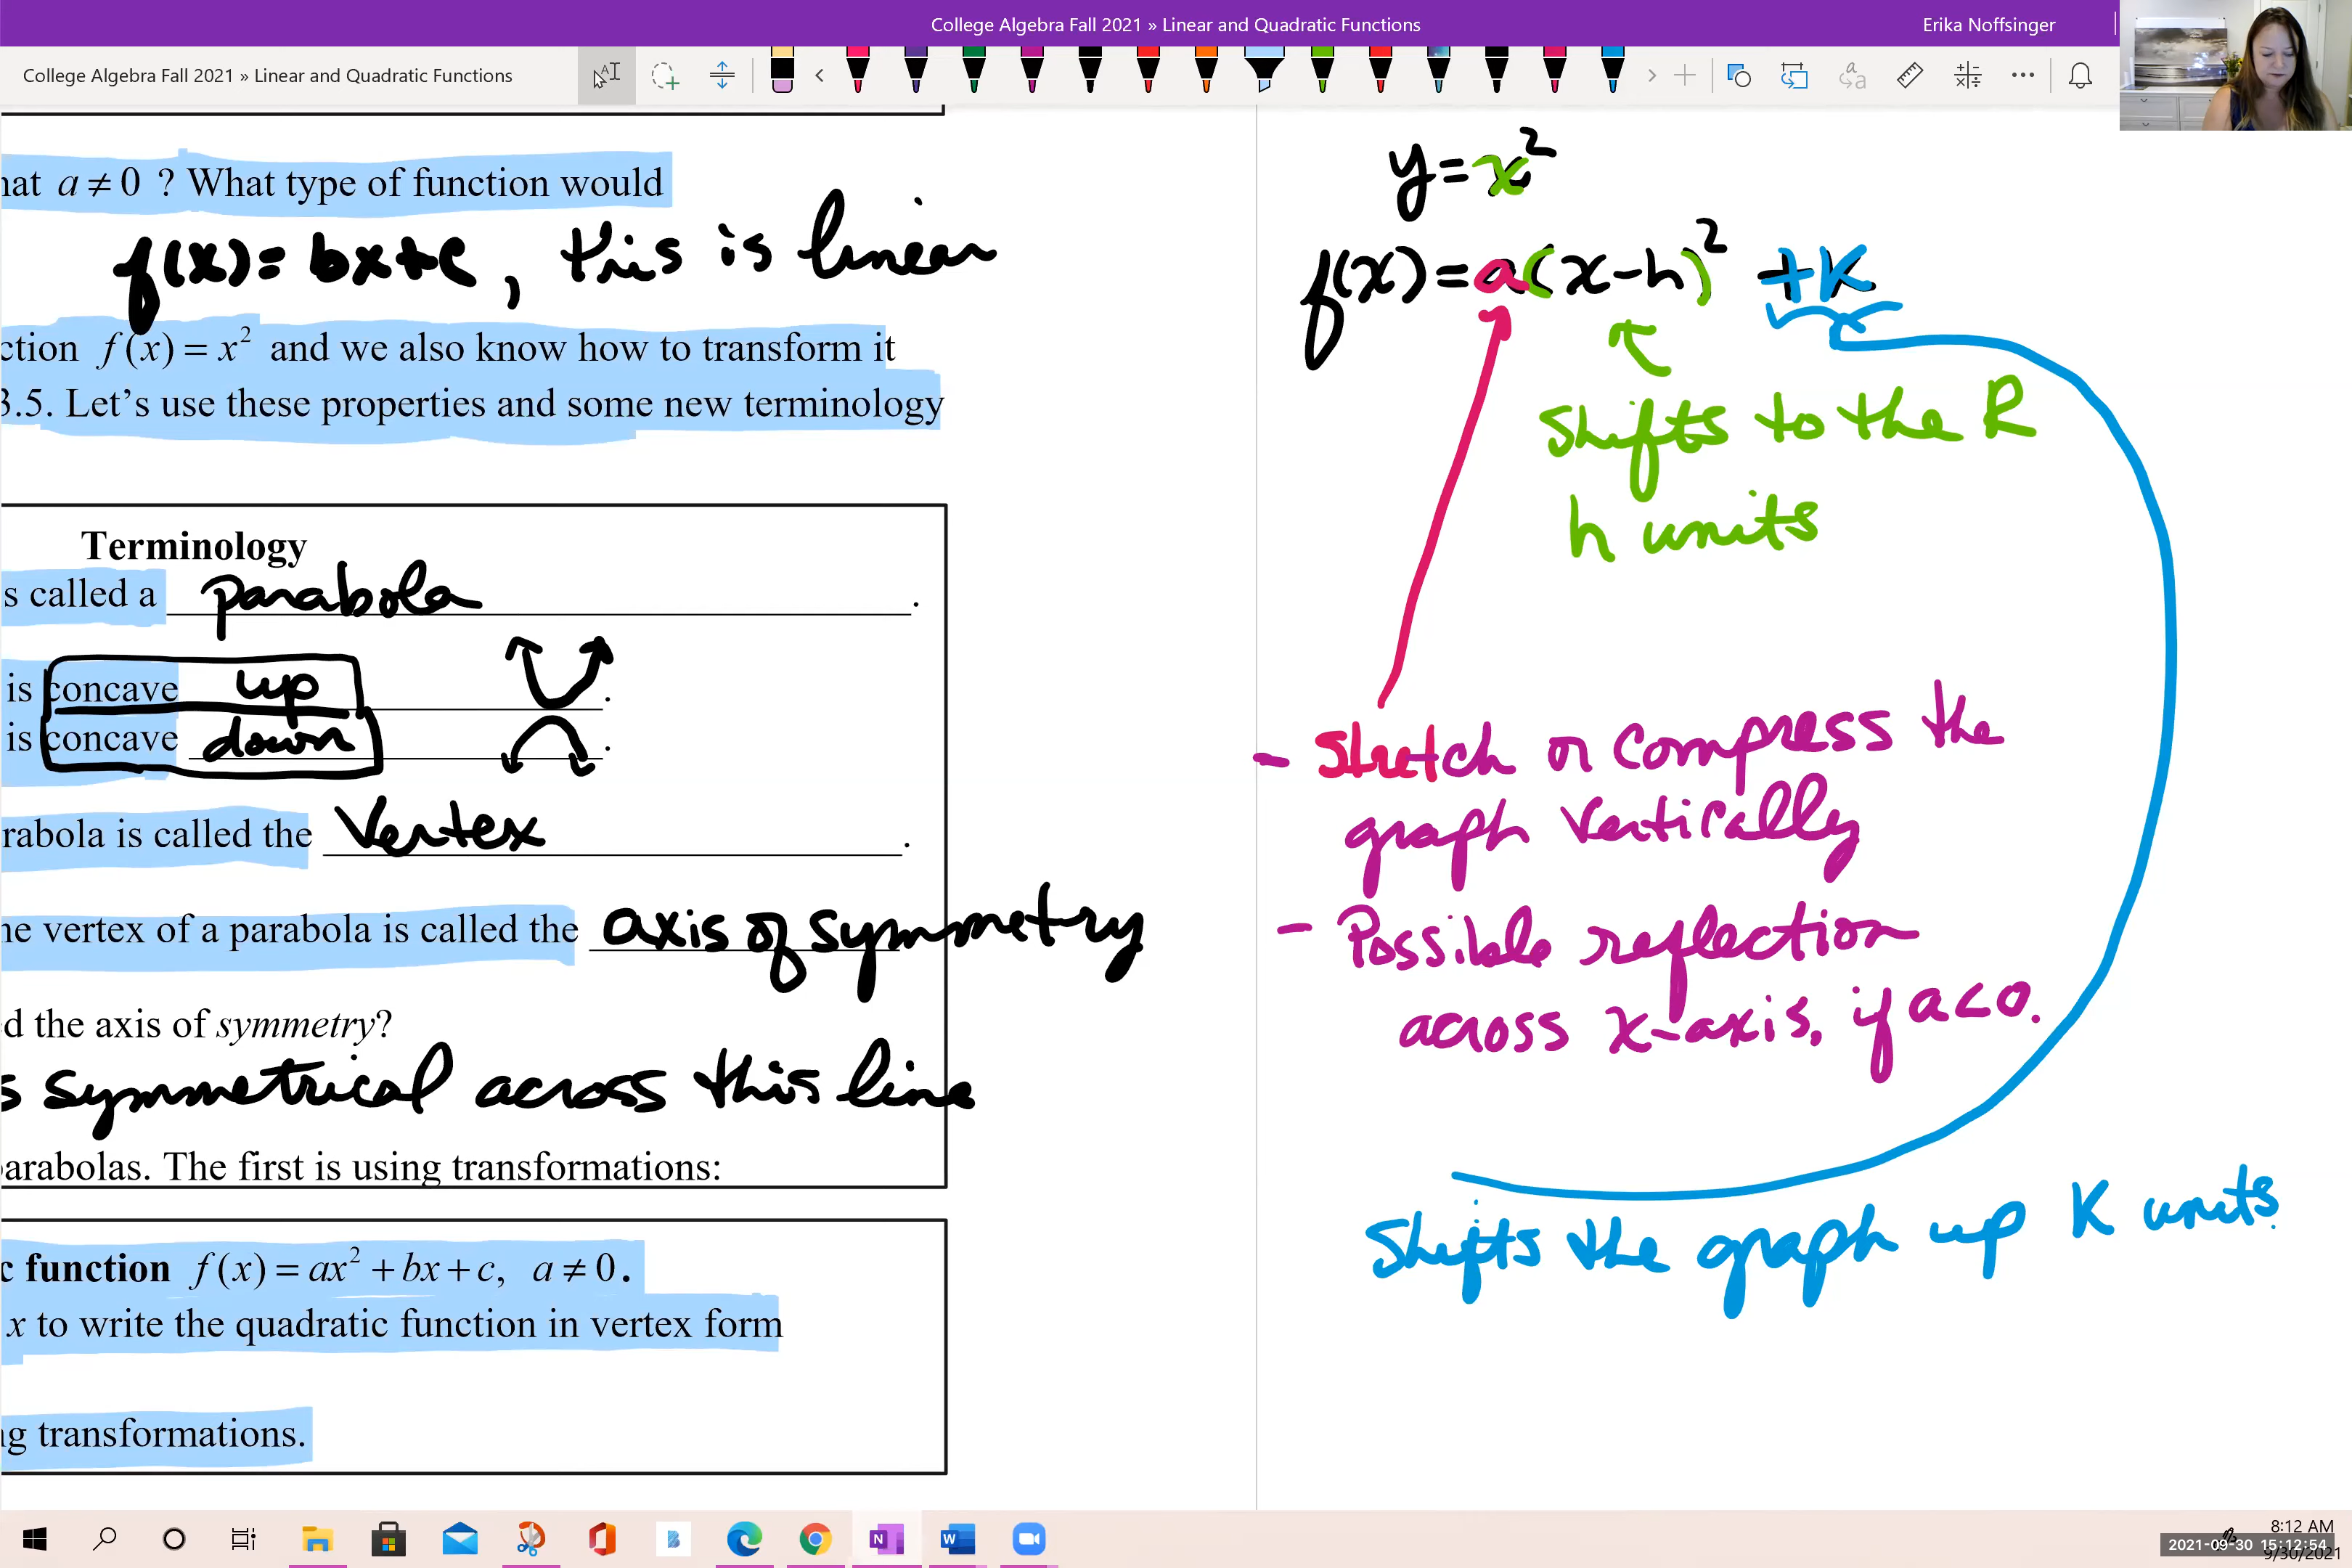 College Algebra Fall 2021 » Linear and Quadratic Functions
Erika Noffsinger
College Algebra Fall 2021 » Linear and Quadratic Functions
hat a ≠ 0 ? What type of function would
f(x) = bx + c, this is linear
ction f(x) = x² and we also know how to transform it
3.5. Let's use these properties and some new terminology
Terminology
s called a parabola.
is concave up.
is concave down.
rabola is called the Vertex.
he vertex of a parabola is called the axis of symmetry
d the axis of symmetry?
s symmetrical across this line
arabolas. The first is using transformations:
c function f(x) = ax² + bx + c, a ≠ 0.
x to write the quadratic function in vertex form
ng transformations.
y = x²
f(x) = a(x-h)² + K
Shifts to the R
h units
- Stretch or compress the
graph vertically
- Possible reflection
across x-axis, if a<0.
Shifts the graph up K units.
8:12 AM
9/30/2021
2021-09-30 15:12:54